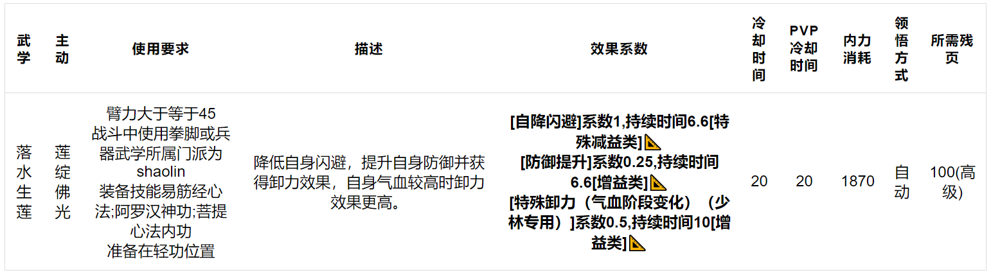 武学
主动
使用要求
描述
效果系数
冷却时间
PVP冷却时间
内力消耗
领悟方式
所需残页
落水生莲
莲绽佛光
臂力大于等于45
战斗中使用拳脚或兵
器武学所属门派为
shaolin
装备技能易筋经心
法;阿罗汉神功;菩提
心法内功
准备在轻功位置
降低自身闪避，提升自身防御并获
得卸力效果，自身气血较高时卸力
效果更高。
[自降闪避]系数1,持续时间6.6[特
殊减益类]
[防御提升]系数0.25,持续时间
6.6[增益类]
[特殊卸力（气血阶段变化）（少
林专用）]系数0.5,持续时间10[增
益类]
20
20
1870
自动
100(高
级)